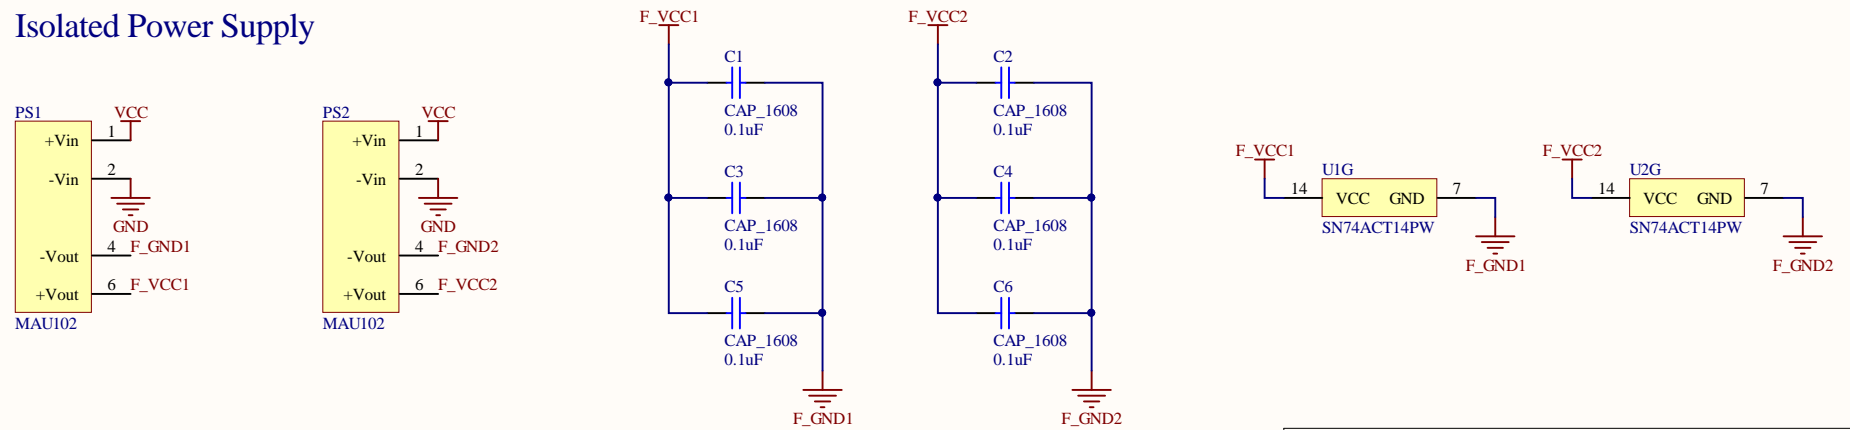 Isolated Power Supply
PS1
VCC
+Vin
1
-Vin
2
GND
-Vout
4
F_GND1
+Vout
6
F_VCC1
MAU102
PS2
VCC
+Vin
1
-Vin
2
GND
-Vout
4
F_GND2
+Vout
6
F_VCC2
MAU102
F_VCC1
C1
CAP_1608
0.1uF
C3
CAP_1608
0.1uF
C5
CAP_1608
0.1uF
F_GND1
F_VCC2
C2
CAP_1608
0.1uF
C4
CAP_1608
0.1uF
C6
CAP_1608
0.1uF
F_GND2
F_VCC1
U1G
14
VCC
GND
7
SN74ACT14PW
F_GND1
F_VCC2
U2G
14
VCC
GND
7
SN74ACT14PW
F_GND2